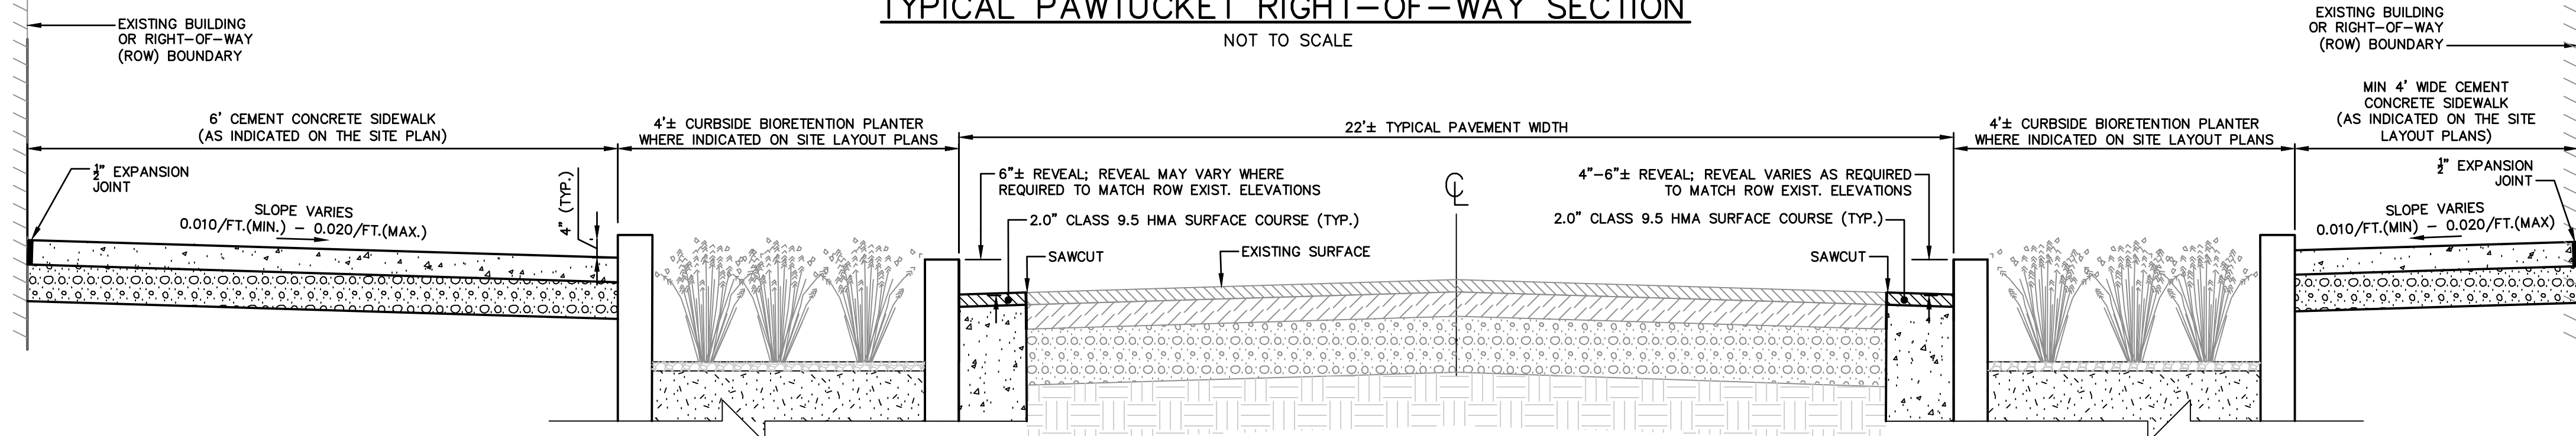 TYPICAL PAWTUCKET RIGHT-OF-WAY SECTION
NOT TO SCALE
EXISTING BUILDING
OR RIGHT-OF-WAY
(ROW) BOUNDARY
EXISTING BUILDING
OR RIGHT-OF-WAY
(ROW) BOUNDARY
6' CEMENT CONCRETE SIDEWALK
(AS INDICATED ON THE SITE PLAN)
4'± CURBSIDE BIORETENTION PLANTER
WHERE INDICATED ON SITE LAYOUT PLANS
22'± TYPICAL PAVEMENT WIDTH
4'± CURBSIDE BIORETENTION PLANTER
WHERE INDICATED ON SITE LAYOUT PLANS
MIN 4' WIDE CEMENT
CONCRETE SIDEWALK
(AS INDICATED ON THE SITE
LAYOUT PLANS)
½" EXPANSION
JOINT
SLOPE VARIES
0.010/FT.(MIN.) - 0.020/FT.(MAX.)
4" (TYP.)
6"± REVEAL; REVEAL MAY VARY WHERE
REQUIRED TO MATCH ROW EXIST. ELEVATIONS
2.0" CLASS 9.5 HMA SURFACE COURSE (TYP.)
SAWCUT
EXISTING SURFACE
CL
4"-6"± REVEAL; REVEAL VARIES AS REQUIRED
TO MATCH ROW EXIST. ELEVATIONS
2.0" CLASS 9.5 HMA SURFACE COURSE (TYP.)
SAWCUT
½" EXPANSION
JOINT
SLOPE VARIES
0.010/FT.(MIN) - 0.020/FT.(MAX)